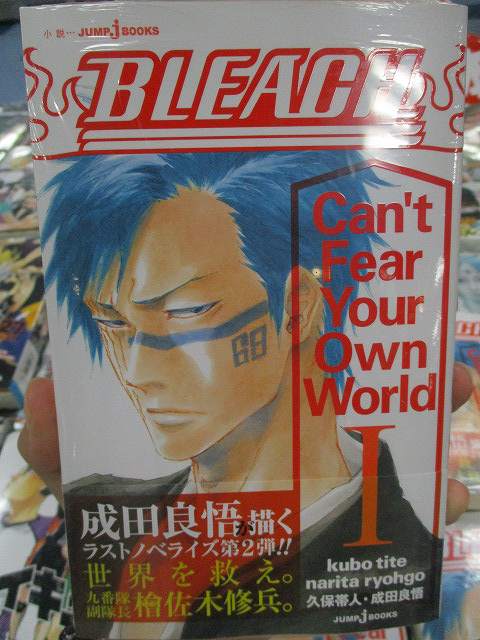 小説… JUMP j BOOKS
BLEACH
Can't
Fear
Your
Own
World
I
68
成田良悟が描く
ラストノベライズ第2弾!!
世界を救え。
九番隊
副隊長 檜佐木修兵。
kubo tite
narita ryohgo
久保帯人・成田良悟
JUMP j BOOKS